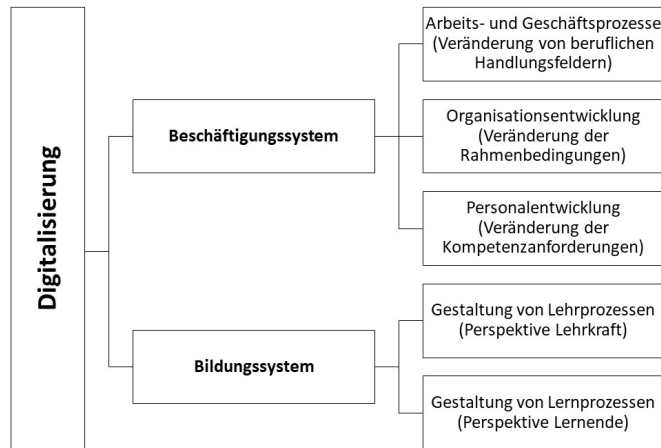 Digitalisierung
Beschäftigungssystem
Arbeits- und Geschäftsprozesse
(Veränderung von beruflichen
Handlungsfeldern)
Organisationsentwicklung
(Veränderung der
Rahmenbedingungen)
Personalentwicklung
(Veränderung der
Kompetenzanforderungen)
Bildungssystem
Gestaltung von Lehrprozessen
(Perspektive Lehrkraft)
Gestaltung von Lernprozessen
(Perspektive Lernende)